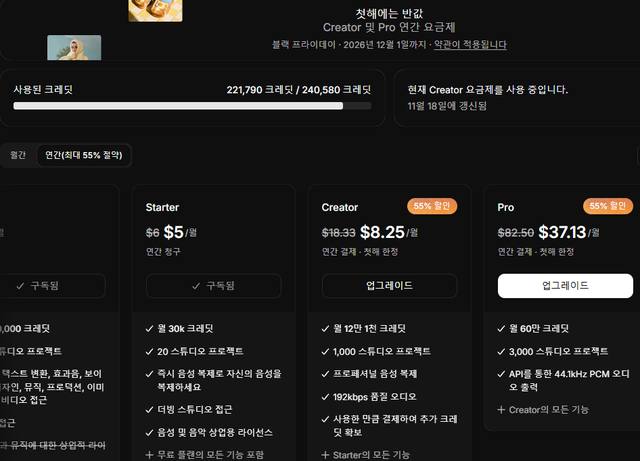 첫해에는 반값
Creator 및 Pro 연간 요금제
블랙 프라이데이 · 2026년 12월 1일까지 · 약관이 적용됩니다
사용된 크레딧
221,790 크레딧 / 240,580 크레딧
현재 Creator 요금제를 사용 중입니다.
11월 18일에 갱신됨
월간
연간(최대 55% 절약)
구독됨
0,000 크레딧
튜디오 프로젝트
텍스트 변환, 효과음, 보이
자인, 뮤직, 프로덕션, 이미
비디오 접근
접근
과 뮤직에 대한 상업적 라이
Starter
$6 $5/월
연간 청구
구독됨
월 30k 크레딧
20 스튜디오 프로젝트
즉시 음성 복제로 자신의 음성을
복제하세요
더빙 스튜디오 접근
음성 및 음악 상업용 라이선스
무료 플랜의 모든 기능 포함
Creator
55% 할인
$18.33 $8.25/월
연간 결제 · 첫해 한정
업그레이드
월 12만 1천 크레딧
1,000 스튜디오 프로젝트
프로페셔널 음성 복제
192kbps 품질 오디오
사용한 만큼 결제하여 추가 크레
딧 확보
Starter의 모든 기능
Pro
55% 할인
$82.50 $37.13/월
연간 결제 · 첫해 한정
업그레이드
월 60만 크레딧
3,000 스튜디오 프로젝트
API를 통한 44.1kHz PCM 오디
오 출력
Creator의 모든 기능